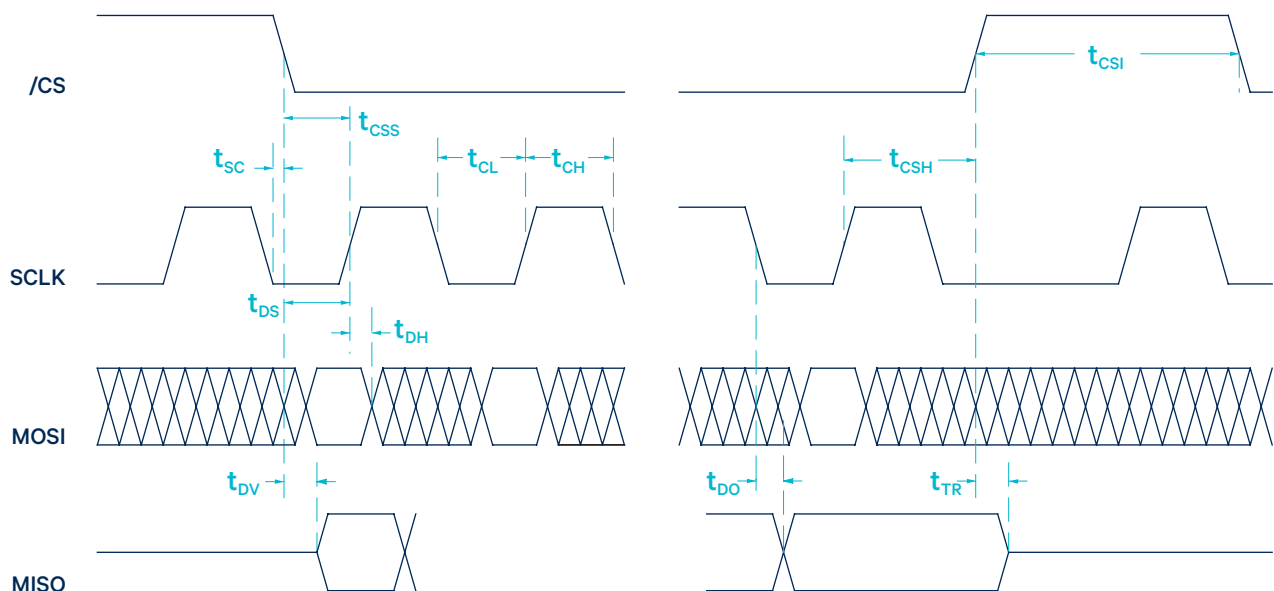 /CS
tCSI
tCSS
tSC
tCL
tCH
tCSH
SCLK
tDS
tDH
MOSI
tDV
tDO
tTR
MISO